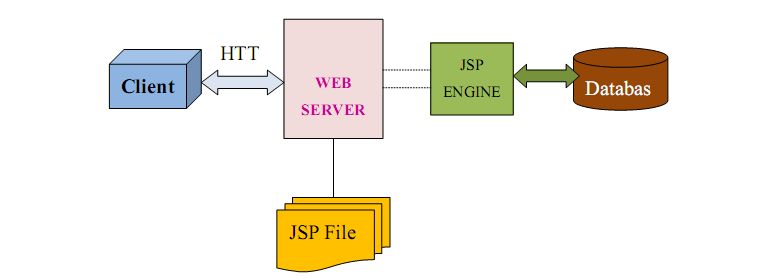 HTT
Client
WEB
SERVER
JSP
ENGINE
Databas
JSP File